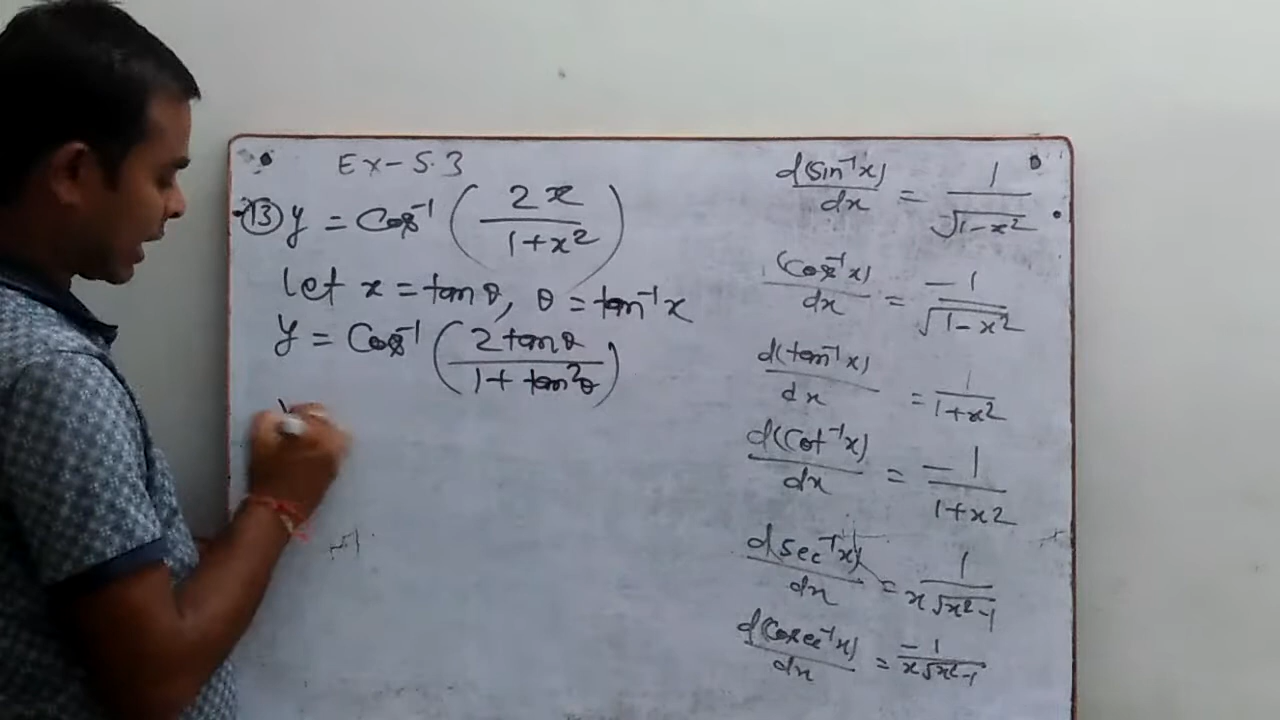 Ex-5.3
13 y = Cos⁻¹ (2x / 1+x²)
let x = tan θ, θ = tan⁻¹ x
y = Cos⁻¹ (2 tan θ / 1 + tan² θ)
d(sin⁻¹x) / dx = 1 / √1-x²
(Cos⁻¹x) / dx = -1 / √1-x²
d(tan⁻¹x) / dx = 1 / 1+x²
d(Cot⁻¹x) / dx = -1 / 1+x2
d sec⁻¹x) / dx = 1 / x√x²-1
d(Cosec⁻¹x) / dx = -1 / x√x²-1